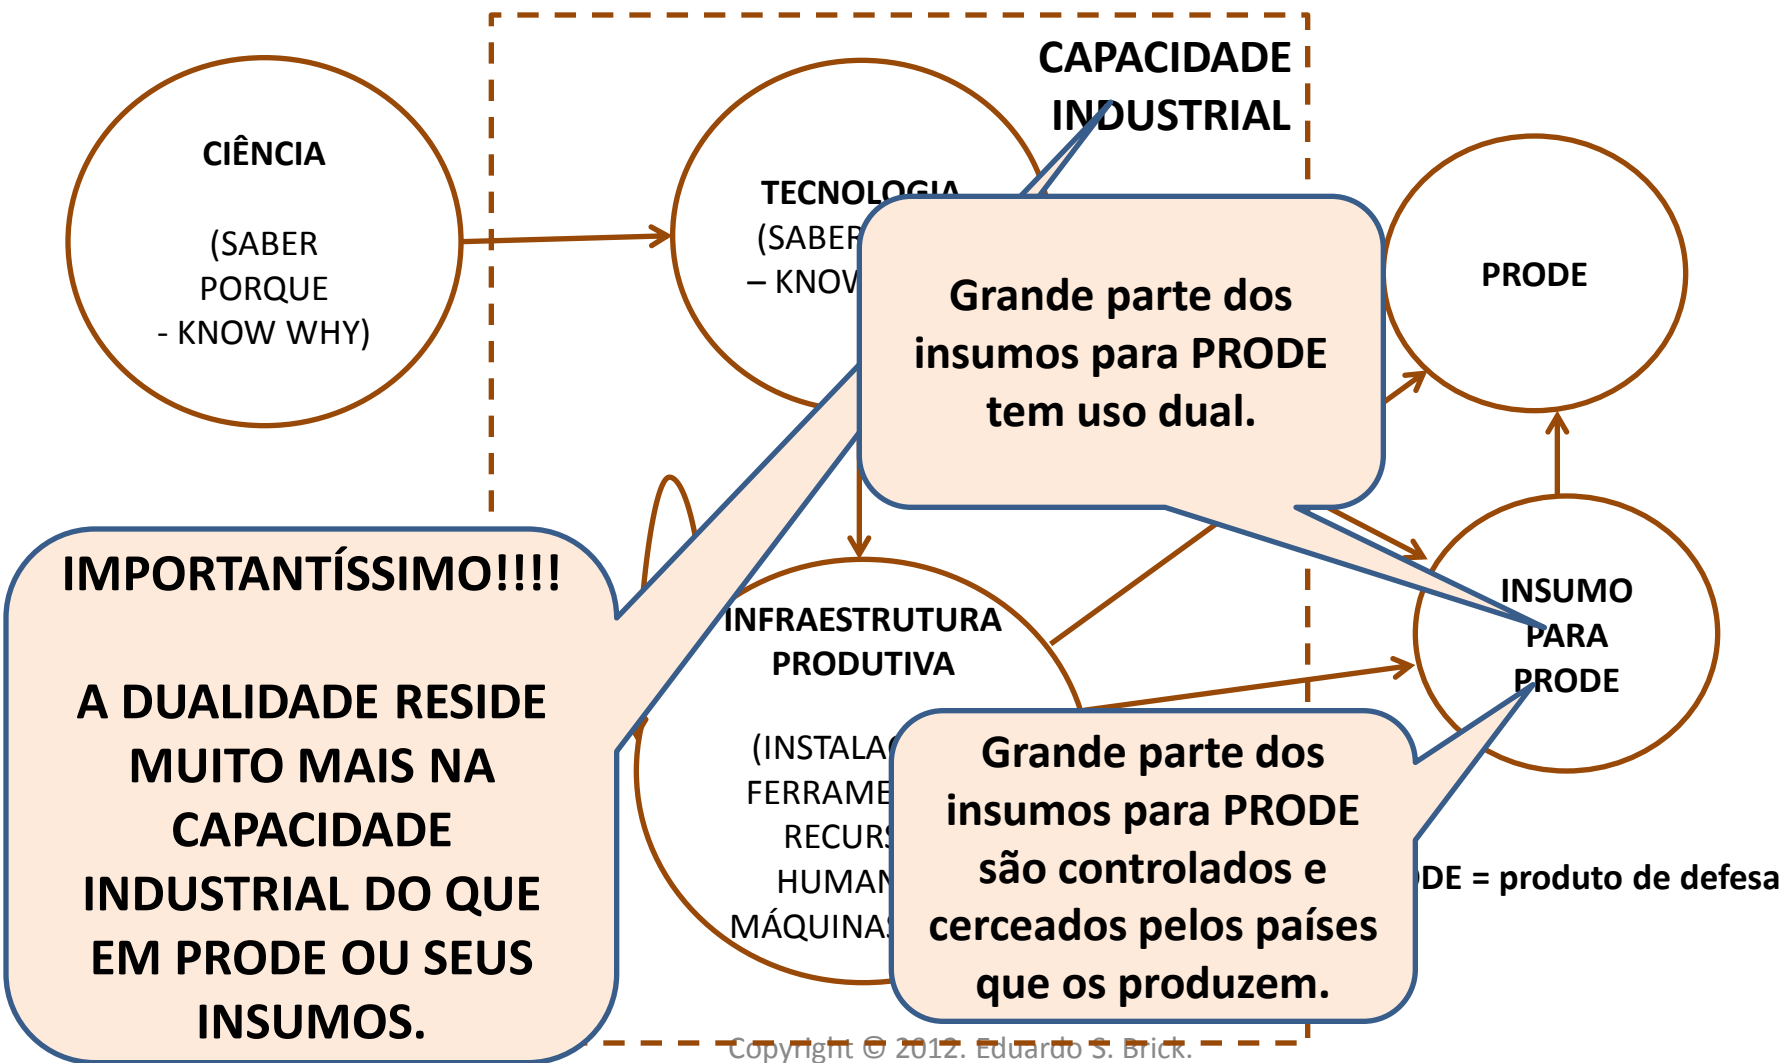 CAPACIDADE
INDUSTRIAL
CIÊNCIA
(SABER
PORQUE
- KNOW WHY)
TECNOLOGIA
(SABER
– KNOW
Grande parte dos
insumos para PRODE
tem uso dual.
PRODE
IMPORTANTÍSSIMO!!!!
A DUALIDADE RESIDE
MUITO MAIS NA
CAPACIDADE
INDUSTRIAL DO QUE
EM PRODE OU SEUS
INSUMOS.
INFRAESTRUTURA
PRODUTIVA
(INSTALAÇ
FERRAME
RECURS
HUMAN
MÁQUINAS
INSUMO
PARA
PRODE
Grande parte dos
insumos para PRODE
são controlados e
cerceados pelos países
que os produzem.
DE = produto de defesa
Copyright © 2012. Eduardo S. Brick.